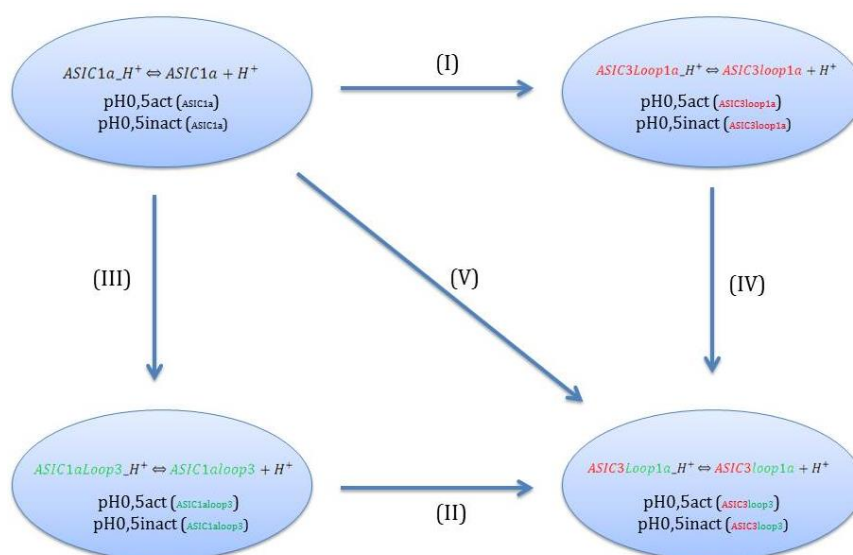 ASIC1a_H⁺ ⇔ ASIC1a + H⁺
pH0,5act (ASIC1a)
pH0,5inact (ASIC1a)
(I)
ASIC3Loop1a_H⁺ ⇔ ASIC3loop1a + H⁺
pH0,5act (ASIC3loop1a)
pH0,5inact (ASIC3loop1a)
(III)
(V)
(IV)
ASIC1aLoop3_H⁺ ⇔ ASIC1aloop3 + H⁺
pH0,5act (ASIC1aloop3)
pH0,5inact (ASIC1aloop3)
(II)
ASIC3Loop1a_H⁺ ⇔ ASIC3loop1a + H⁺
pH0,5act (ASIC3loop3)
pH0,5inact (ASIC3loop3)